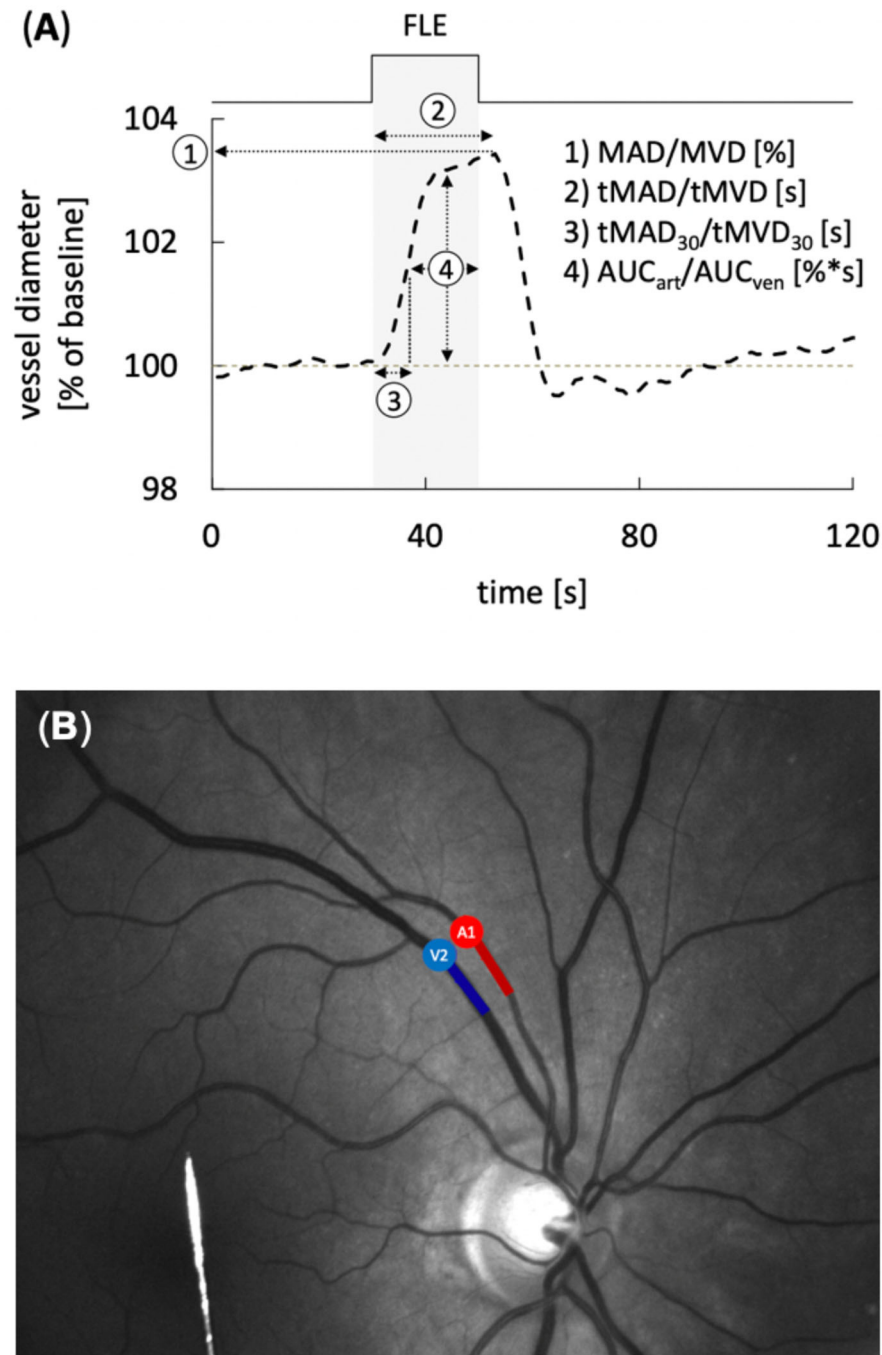 (A)
FLE
104
102
100
98
0
40
80
120
vessel diameter
[% of baseline]
time [s]
1
2
3
4
1) MAD/MVD [%]
2) tMAD/tMVD [s]
3) tMAD30/tMVD30 [s]
4) AUCart/AUCven [%*s]
(B)
A1
V2